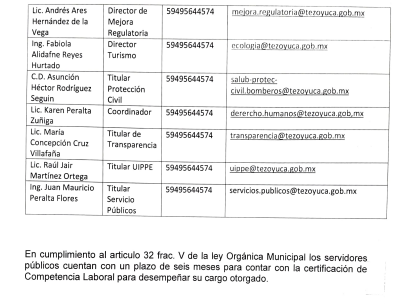 Lic. Andrés Ares Director de 59495644574 mejora.regulatoria@tezoyuca.gob.mx
Hernández de la Mejora
Vega Regulatoria
Ing. Fabiola Director 59495644574 ecologia@tezoyuca.gob.mx
Alidafne Reyes Turismo
Hurtado
C.D. Asunción Titular 59495644574 salub-protec-
Héctor Rodríguez Protección civil.bomberos@tezoyuca.gob.mx
Seguin Civil
Lic. Karen Peralta Coordinador 59495644574 derercho.humanos@tezoyuca.gob.mx
Zuñiga
Lic. María Titular de 59495644574 transparencia@tezoyuca.gob.mx
Concepción Cruz Transparencia
Villafaña
Lic. Raúl Jair Titular UIPPE 59495644574 uippe@tezoyuca.gob.mx
Martínez Ortega
Ing. Juan Mauricio Titular 59495644574 servicios.publicos@tezoyuca.gob.mx
Peralta Flores Servicio
Públicos
En cumplimiento al articulo 32 frac. V de la ley Orgánica Municipal los servidores
públicos cuentan con un plazo de seis meses para contar con la certificación de
Competencia Laboral para desempeñar su cargo otorgado.